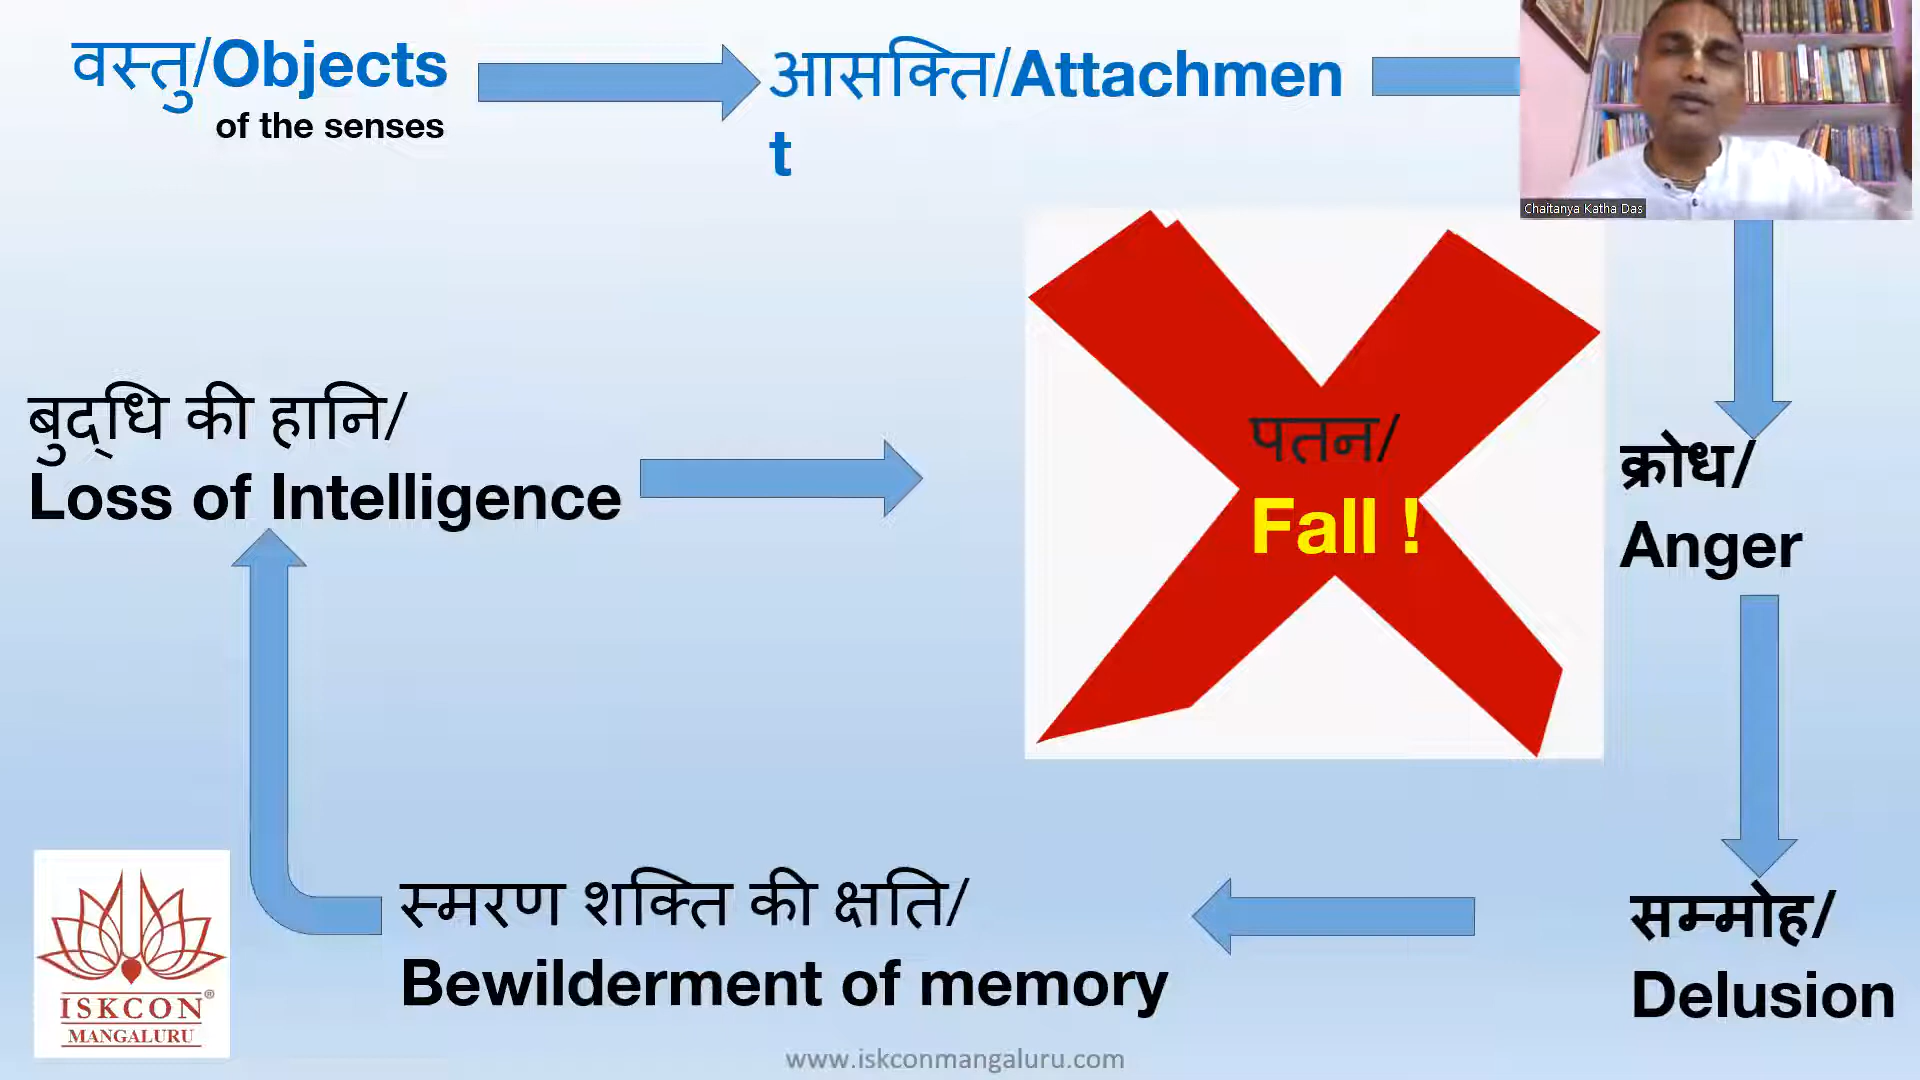 वस्तु/Objects
of the senses
आसक्ति/Attachmen
t
Chaitanya Katha Das
बुद्धि की हानि/
Loss of Intelligence
पतन/
Fall !
क्रोध/
Anger
स्मरण शक्ति की क्षति/
Bewilderment of memory
सम्मोह/
Delusion
ISKCON®
MANGALURU
www.iskconmangaluru.com